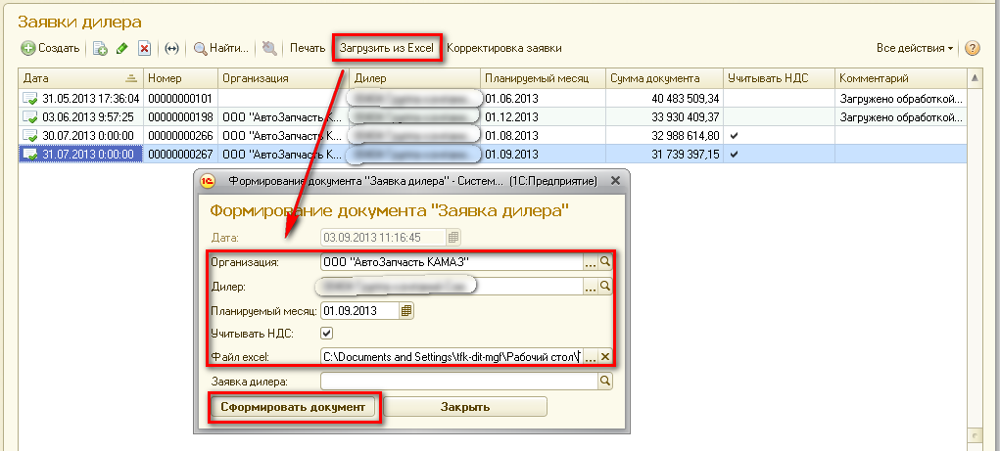 Заявки дилера
Создать Найти... Печать Загрузить из Excel Корректировка заявки Все действия
Дата Номер Организация Дилер Планируемый месяц Сумма документа Учитывать НДС Комментарий
31.05.2013 17:36:04 00000000101 01.06.2013 40 483 509,34 Загружено обработкой...
03.06.2013 9:57:25 00000000198 ООО "АвтоЗапчасть К... 01.12.2013 33 930 409,37 Загружено обработкой...
30.07.2013 0:00:00 00000000266 ООО "АвтоЗапчасть К... 01.08.2013 32 988 614,80
31.07.2013 0:00:00 00000000267 ООО "АвтоЗапчасть К... 01.09.2013 31 739 397,15
Формирование документа "Заявка дилера" - Систем... (1С:Предприятие)
Формирование документа "Заявка дилера"
Дата: 03.09.2013 11:16:45
Организация: ООО "АвтоЗапчасть КАМАЗ"
Дилер:
Планируемый месяц: 01.09.2013
Учитывать НДС:
Файл excel: C:\Documents and Settings\tfk-dit-mgf\Рабочий стол\
Заявка дилера:
Сформировать документ Закрыть